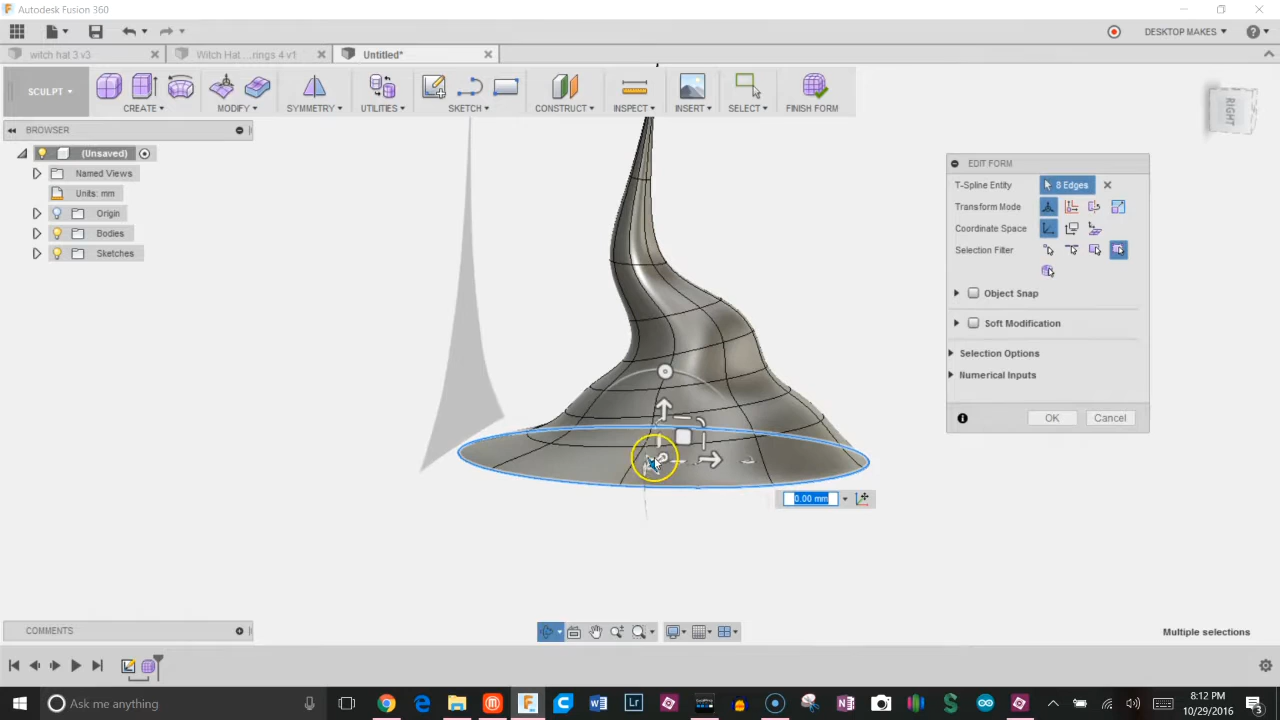 Autodesk Fusion 360
DESKTOP MAKES
witch hat 3 v3
Witch Hat ...rings 4 v1
Untitled*
SCULPT
CREATE
MODIFY
SYMMETRY
UTILITIES
SKETCH
CONSTRUCT
INSPECT
INSERT
SELECT
FINISH FORM
BROWSER
(Unsaved)
Named Views
Units: mm
Origin
Bodies
Sketches
RIGHT
EDIT FORM
T-Spline Entity
8 Edges
Transform Mode
Coordinate Space
Selection Filter
Object Snap
Soft Modification
Selection Options
Numerical Inputs
OK
Cancel
0.00 mm
COMMENTS
Multiple selections
Ask me anything
8:12 PM
10/29/2016